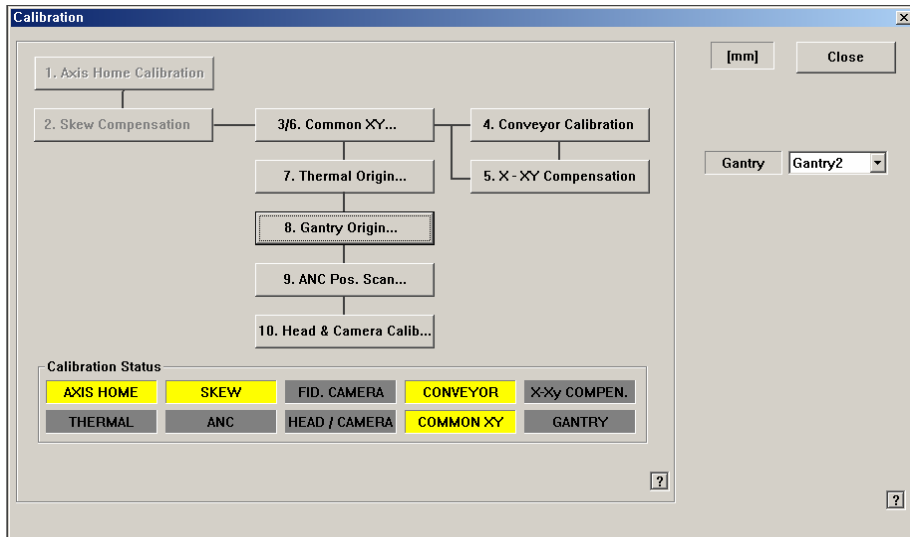 Calibration
[mm]
Close
1. Axis Home Calibration
2. Skew Compensation
3/6. Common XY...
4. Conveyor Calibration
Gantry
Gantry2
7. Thermal Origin...
5. X - XY Compensation
8. Gantry Origin...
9. ANC Pos. Scan...
10. Head & Camera Calib...
Calibration Status
AXIS HOME
SKEW
FID. CAMERA
CONVEYOR
X-Xy COMPEN.
THERMAL
ANC
HEAD / CAMERA
COMMON XY
GANTRY
?
?